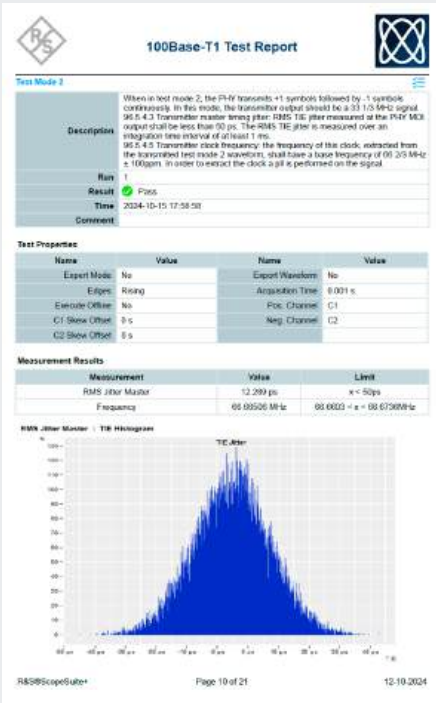 R&S
100Base-T1 Test Report
Test Mode 2
Description
When in test mode 2, the PHY transmits +1 symbols followed by -1 symbols
continuously. In this mode, the transmitter output should be a 33 1/3 MHz signal.
96.5.4.3 Transmitter master timing jitter: RMS TIE jitter measured at the PHY MDI
output shall be less than 50 ps. The RMS TIE jitter is measured over an
integration time interval of at least 1 ms.
96.5.4.5 Transmitter clock frequency: the frequency of this clock, extracted from
the transmitted test mode 2 waveform, shall have a base frequency of 66 2/3 MHz
± 100ppm. In order to extract the clock a pll is performed on the signal.
Run 1
Result Pass
Time 2024-10-15 17:58:58
Comment
Test Properties
Name Value Name Value
Expert Mode No Export Waveform No
Edges Rising Acquisition Time 0.001 s
Execute Offline No Pos. Channel C1
C1 Skew Offset 0 s Neg. Channel C2
C2 Skew Offset 0 s
Measurement Results
Measurement Value Limit
RMS Jitter Master 12.289 ps x < 50ps
Frequency 66.66506 MHz 66.6603 < x < 66.6736MHz
RMS Jitter Master : TIE Histogram
TIE Jitter
R&S®ScopeSuite+ Page 10 of 21 12-10-2024